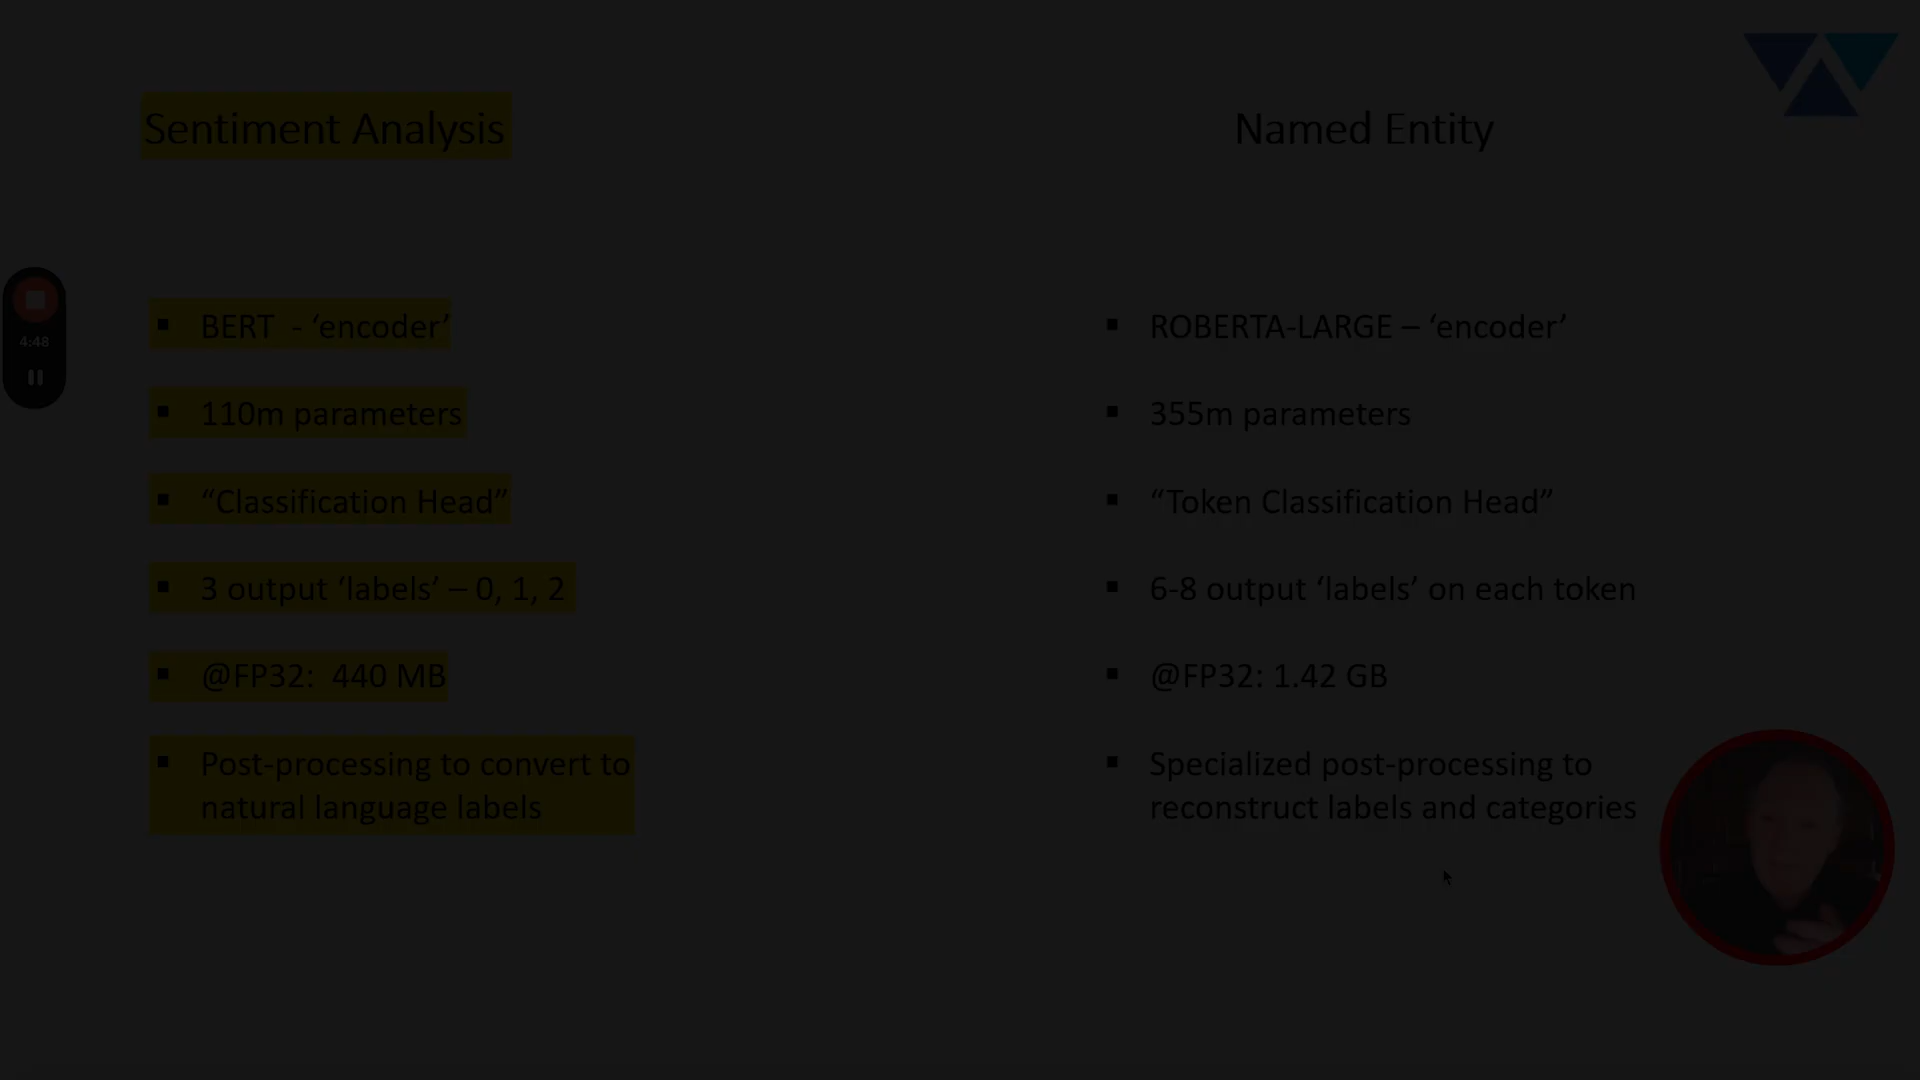 Sentiment Analysis
▪ BERT - ‘encoder’
▪ 110m parameters
▪ “Classification Head”
▪ 3 output ‘labels’ – 0, 1, 2
▪ @FP32: 440 MB
▪ Post-processing to convert to
natural language labels
Named Entity
▪ ROBERTA-LARGE – ‘encoder’
▪ 355m parameters
▪ “Token Classification Head”
▪ 6-8 output ‘labels’ on each token
▪ @FP32: 1.42 GB
▪ Specialized post-processing to
reconstruct labels and categories
4:48